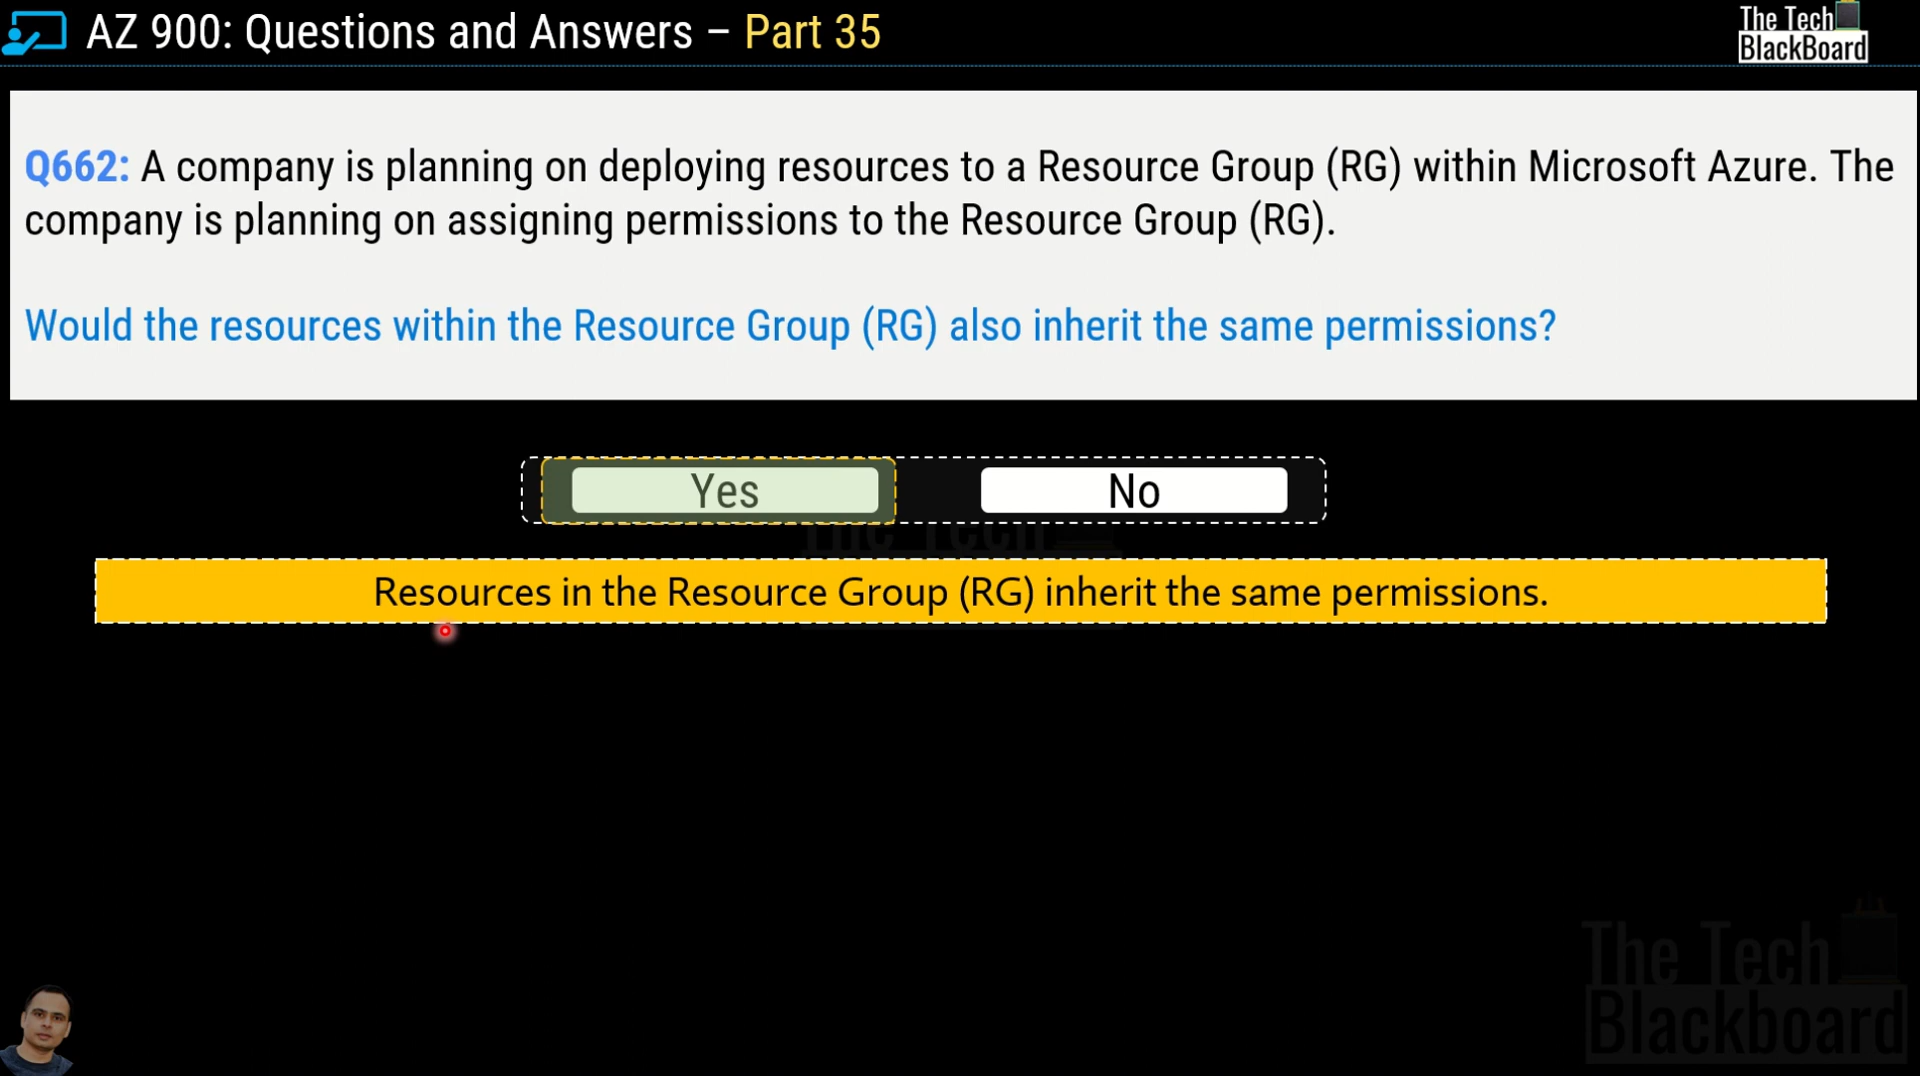 AZ 900: Questions and Answers – Part 35
The Tech
BlackBoard
Q662: A company is planning on deploying resources to a Resource Group (RG) within Microsoft Azure. The
company is planning on assigning permissions to the Resource Group (RG).
Would the resources within the Resource Group (RG) also inherit the same permissions?
Yes
No
The Tech
Resources in the Resource Group (RG) inherit the same permissions.
The Tech
Blackboard